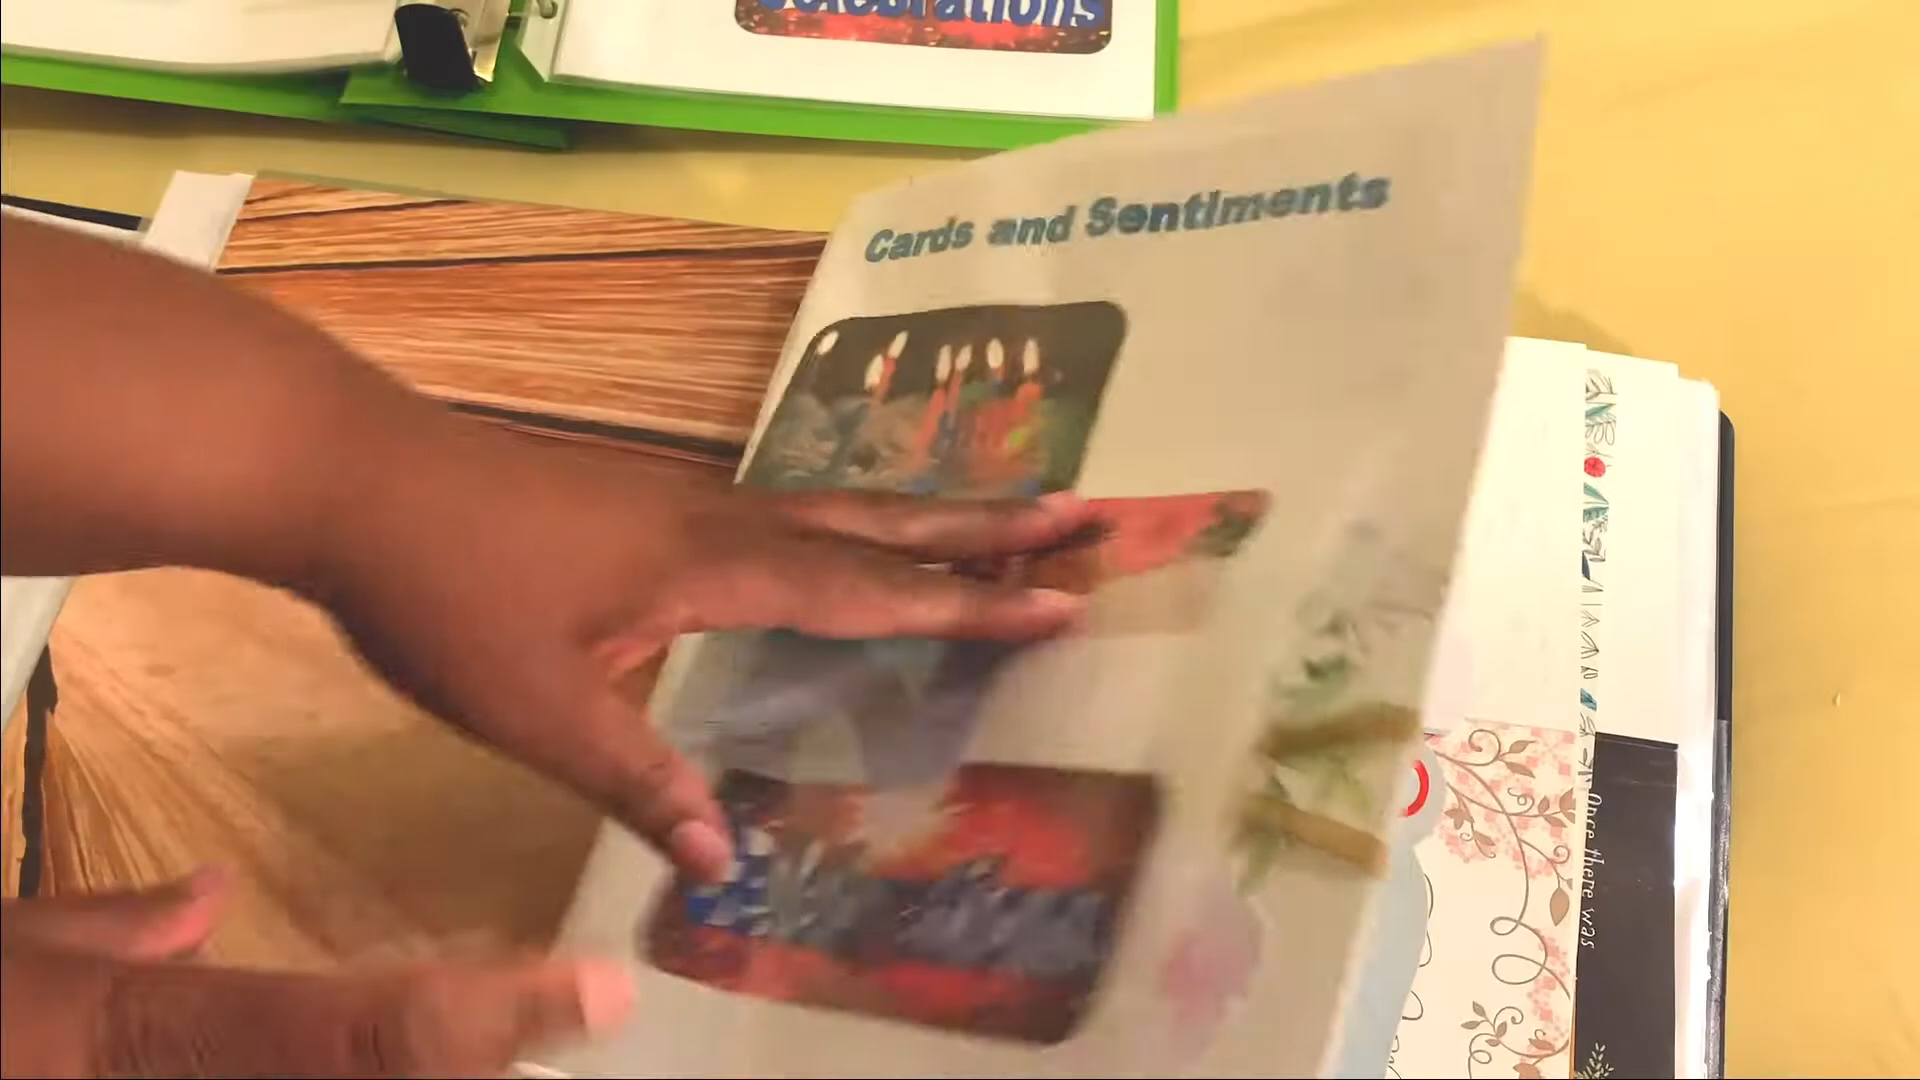 Celebrations
Cards and Sentiments
Once there was